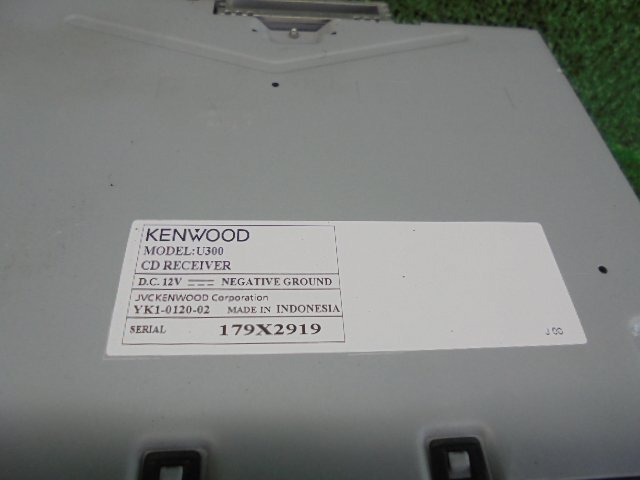 KENWOOD
MODEL:U300
CD RECEIVER
D.C. 12V NEGATIVE GROUND
JVCKENWOOD Corporation
YK1-0120-02 MADE IN INDONESIA
SERIAL 179X2919